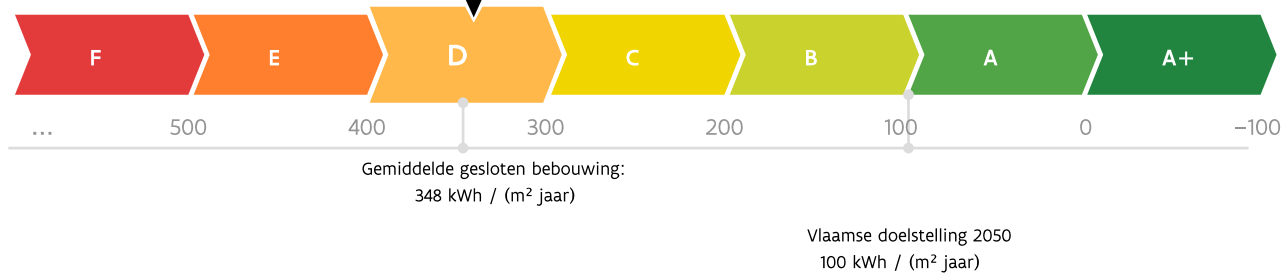 F E D C B A A+
... 500 400 300 200 100 0 –100
Gemiddelde gesloten bebouwing:
348 kWh / (m² jaar)
Vlaamse doelstelling 2050
100 kWh / (m² jaar)